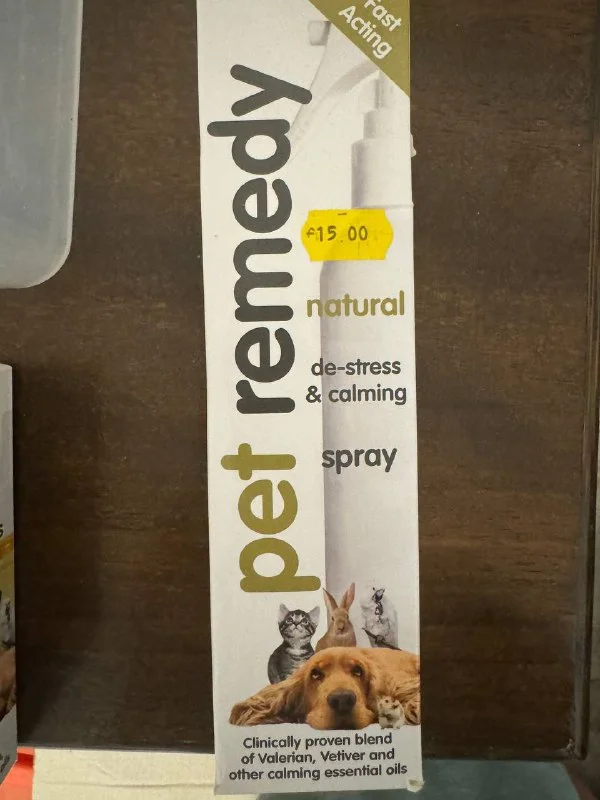 Fast
Acting
pet remedy
£15.00
natural
de-stress
& calming
spray
Clinically proven blend
of Valerian, Vetiver and
other calming essential oils